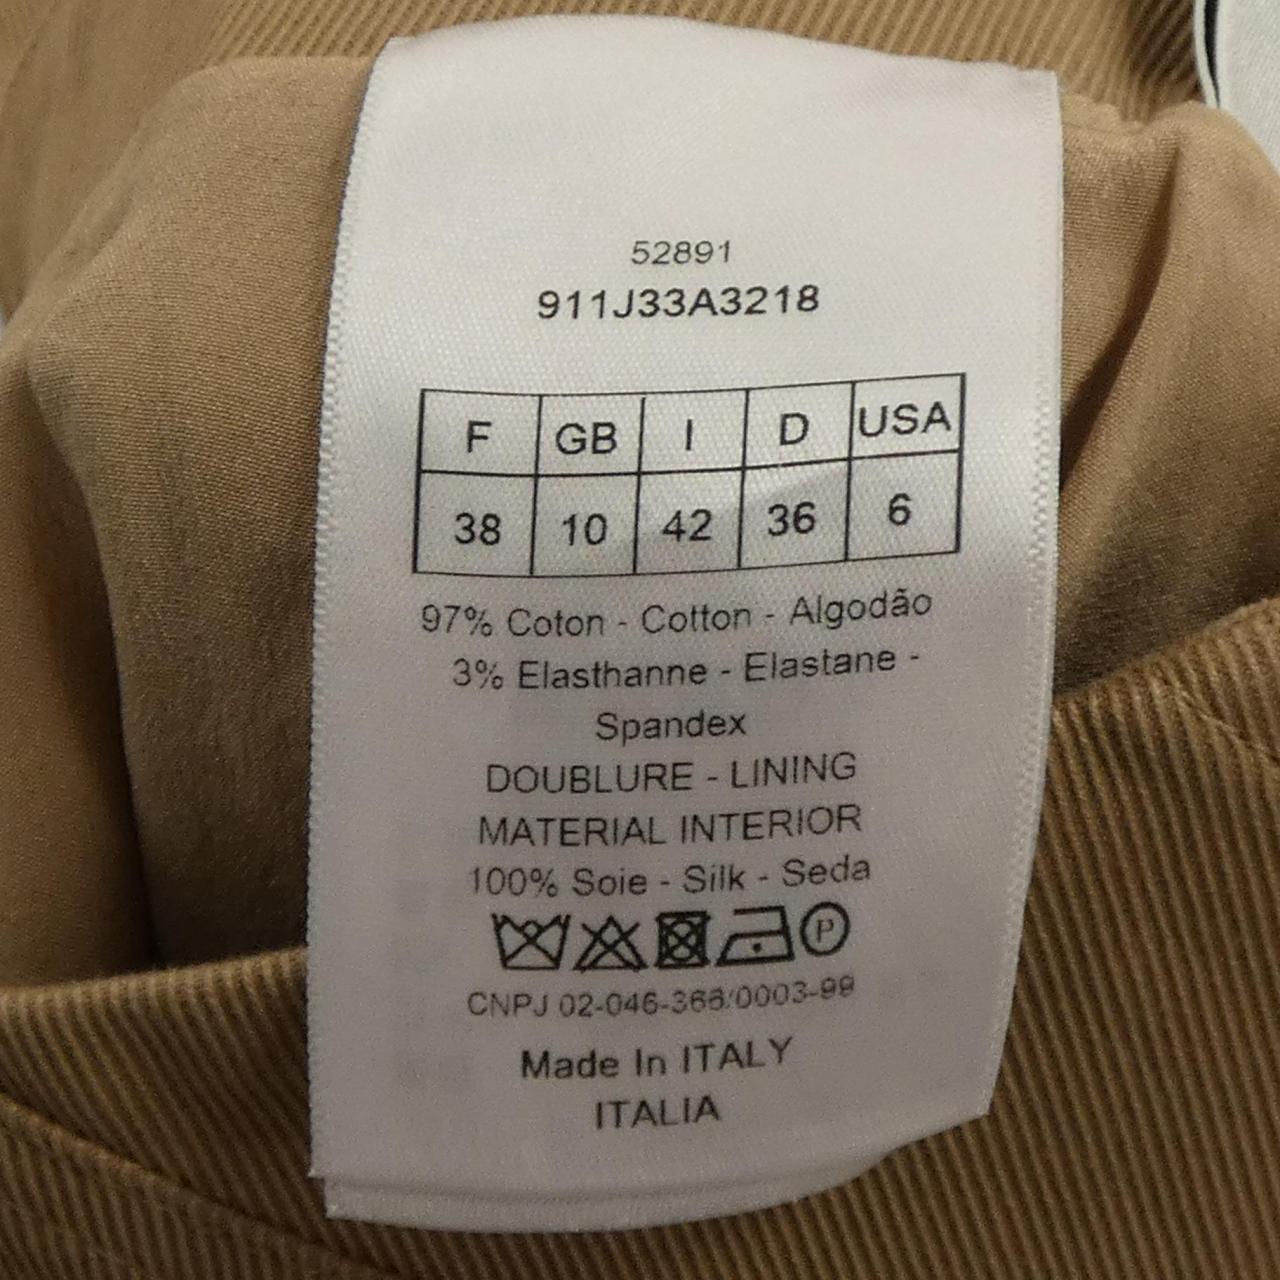 52891
911J33A3218
F GB I D USA
38 10 42 36 6
97% Coton - Cotton - Algodão
3% Elasthanne - Elastane -
Spandex
DOUBLURE - LINING
MATERIAL INTERIOR
100% Soie - Silk - Seda
P
CNPJ 02-046-366/0003-99
Made In ITALY
ITALIA